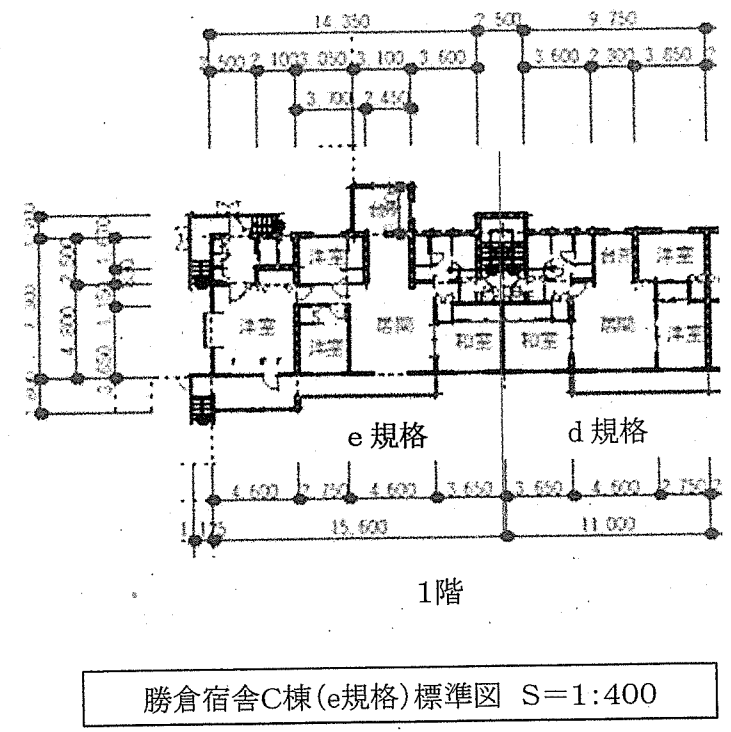 14,350 2,500 9,750
2,100 3,050 3,100 3,600 3,600 2,300 3,850
3,700 2,450
洋室 台所 洋室
洋室 居間 和室 和室 居間
洋室 洋室
e規格 d規格
4,600 2,750 4,600 3,650 3,650 4,600 2,750
1,175 15,600 11,000
1階
勝倉宿舎C棟(e規格)標準図 S=1:400